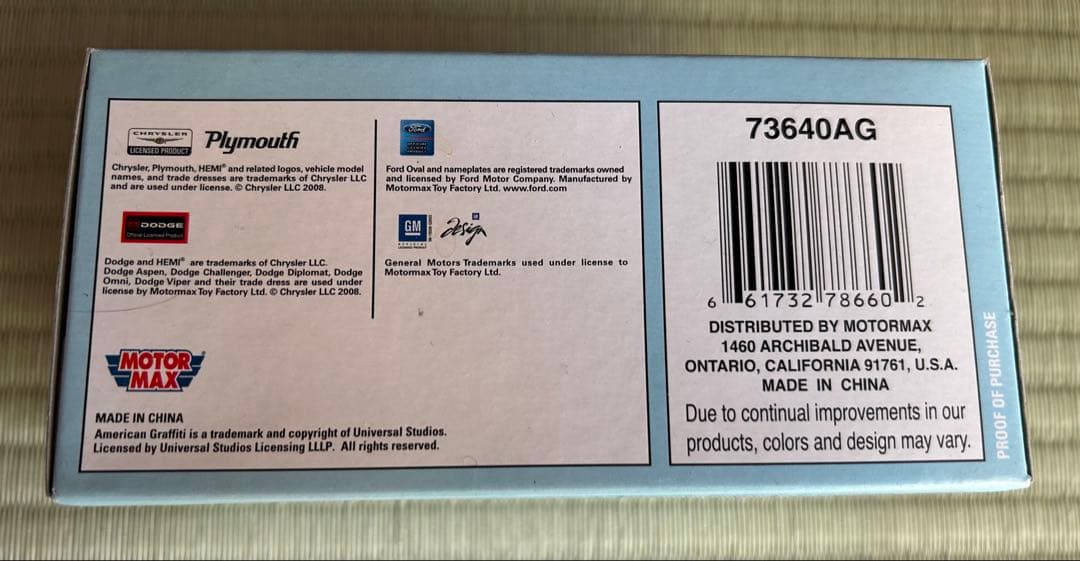 CHRYSLER
LICENSED PRODUCT
Plymouth
Chrysler, Plymouth, HEMI® and related logos, vehicle model
names, and trade dresses are trademarks of Chrysler LLC
and are used under license. © Chrysler LLC 2008.
DODGE
Official Licensed Product
Dodge and HEMI® are trademarks of Chrysler LLC.
Dodge Aspen, Dodge Challenger, Dodge Diplomat, Dodge
Omni, Dodge Viper and their trade dress are used under
license by Motormax Toy Factory Ltd. © Chrysler LLC 2008.
Ford
Ford Oval and nameplates are registered trademarks owned
and licensed by Ford Motor Company. Manufactured by
Motormax Toy Factory Ltd. www.ford.com
GM
Design
General Motors Trademarks used under license to
Motormax Toy Factory Ltd.
MOTOR
MAX
MADE IN CHINA
American Graffiti is a trademark and copyright of Universal Studios.
Licensed by Universal Studios Licensing LLLP. All rights reserved.
73640AG
6 61732 78660 2
DISTRIBUTED BY MOTORMAX
1460 ARCHIBALD AVENUE,
ONTARIO, CALIFORNIA 91761, U.S.A.
MADE IN CHINA
Due to continual improvements in our
products, colors and design may vary.
PROOF OF PURCHASE